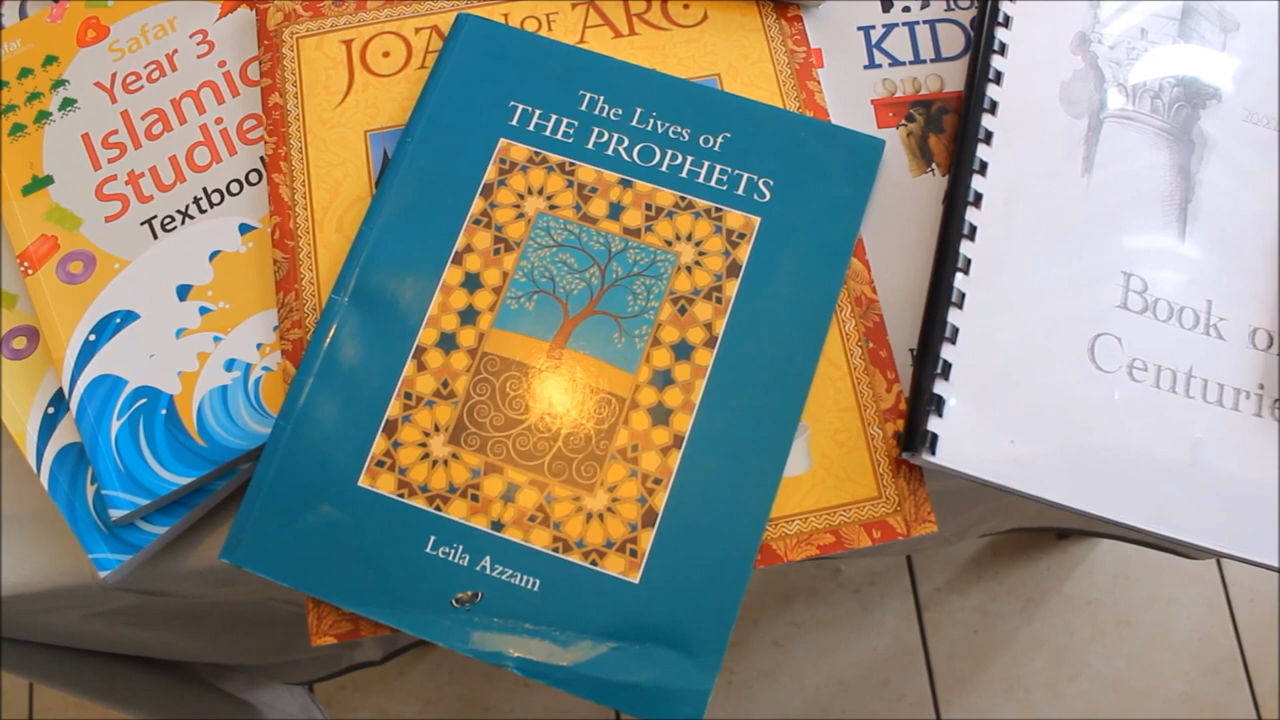 Safar
Year 3
Islamic
Studies
Textbook
JOAN OF ARC
The Lives of
THE PROPHETS
Leila Azzam
KIDS
Book of
Centuries